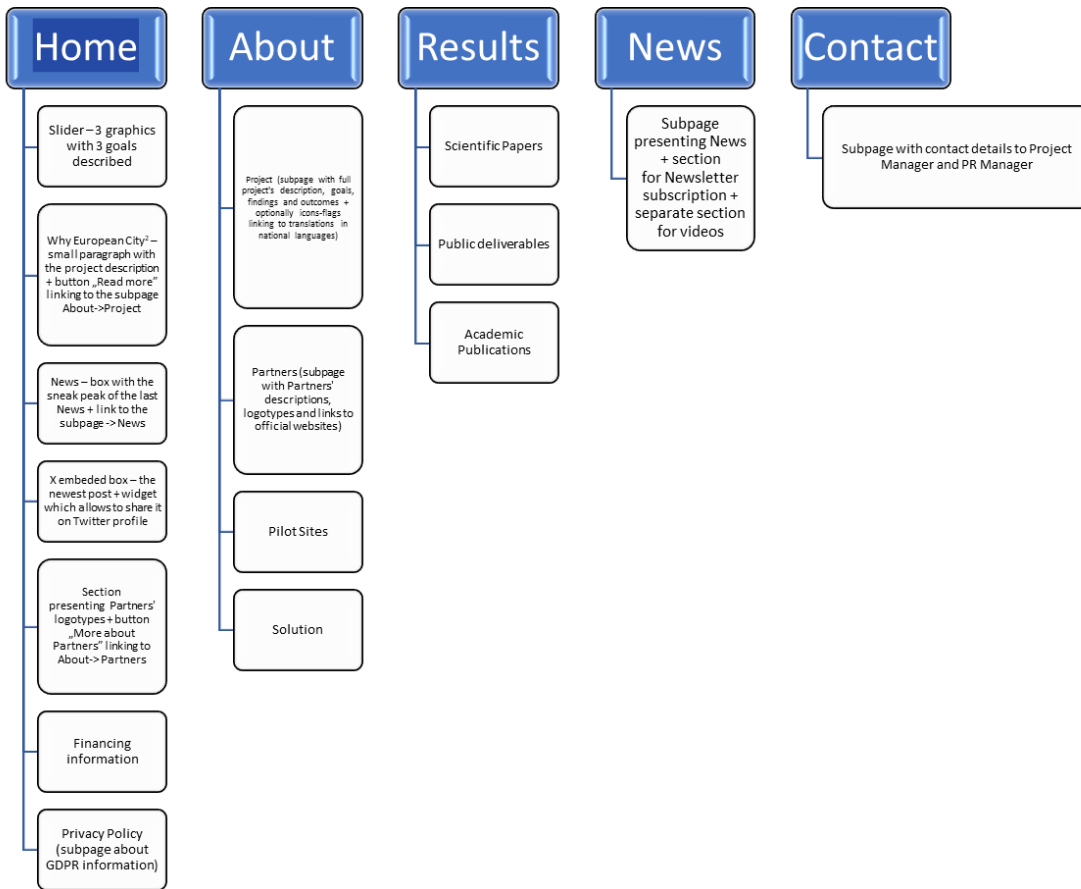 Home
Slider – 3 graphics
with 3 goals
described
Why European City² –
small paragraph with
the project description
+ button „Read more”
linking to the subpage
About->Project
News – box with the
sneak peak of the last
News + link to the
subpage -> News
X embeded box – the
newest post + widget
which allows to share it
on Twitter profile
Section
presenting Partners'
logotypes + button
„More about
Partners” linking to
About-> Partners
Financing
information
Privacy Policy
(subpage about
GDPR information)
About
Project (subpage with full
project's description, goals,
findings and outcomes +
optionally icons-flags
linking to translations in
national languages)
Partners (subpage
with Partners'
descriptions,
logotypes and links to
official websites)
Pilot Sites
Solution
Results
Scientific Papers
Public deliverables
Academic
Publications
News
Subpage
presenting News
+ section
for Newsletter
subscription +
separate section
for videos
Contact
Subpage with contact details to Project
Manager and PR Manager